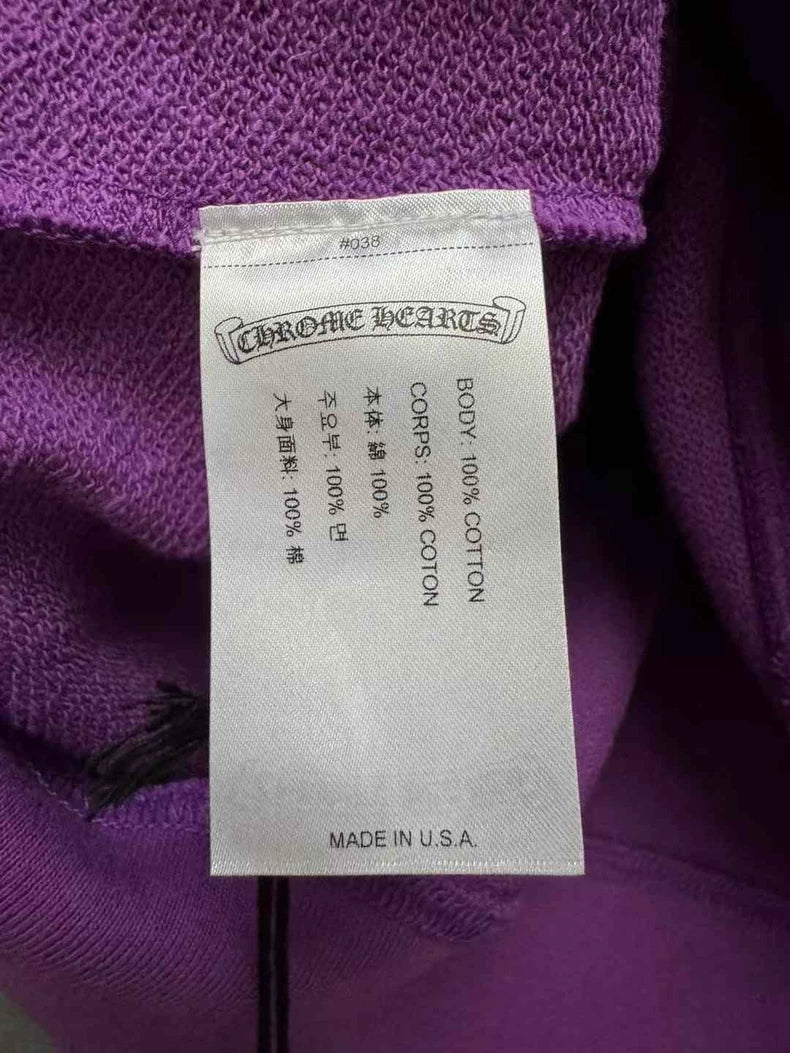 #038
CHROME HEARTS
BODY: 100% COTTON
CORPS: 100% COTON
本体: 綿 100%
주요부: 100% 면
大身面料: 100% 棉
MADE IN U.S.A.